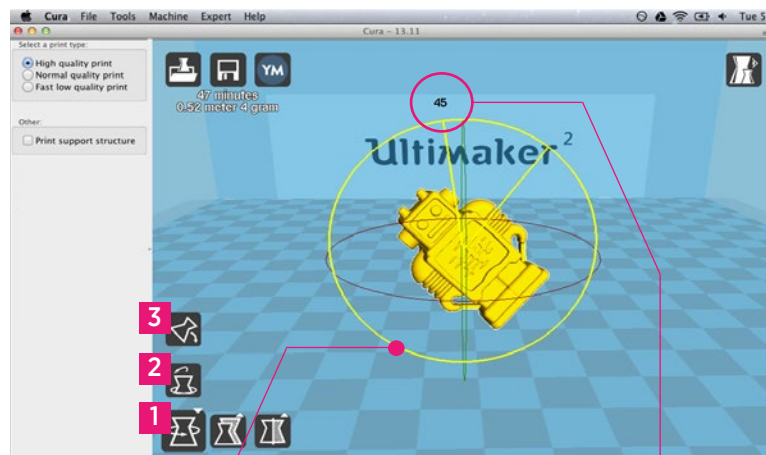 Cura File Tools Machine Expert Help
Tue 5
Cura - 13.11
Select a print type:
High quality print
Normal quality print
Fast low quality print
Other:
Print support structure
YM
47 minutes
0.52 meter 4 gram
45
Ultimaker²
3
2
1